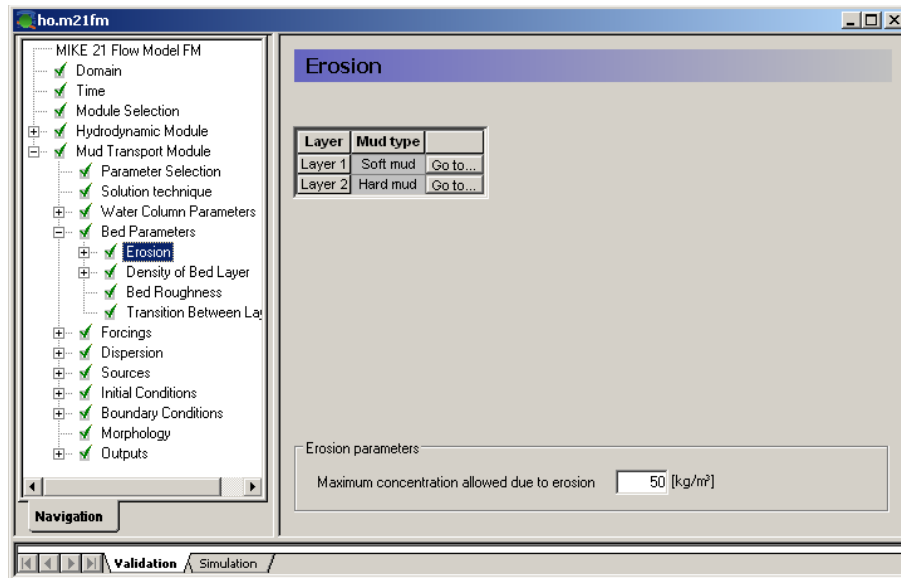 ho.m21fm
MIKE 21 Flow Model FM
Domain
Time
Module Selection
Hydrodynamic Module
Mud Transport Module
Parameter Selection
Solution technique
Water Column Parameters
Bed Parameters
Erosion
Density of Bed Layer
Bed Roughness
Transition Between La
Forcings
Dispersion
Sources
Initial Conditions
Boundary Conditions
Morphology
Outputs
Navigation
Erosion
Layer Mud type
Layer 1 Soft mud Go to...
Layer 2 Hard mud Go to...
Erosion parameters
Maximum concentration allowed due to erosion 50 [kg/m³]
Validation Simulation